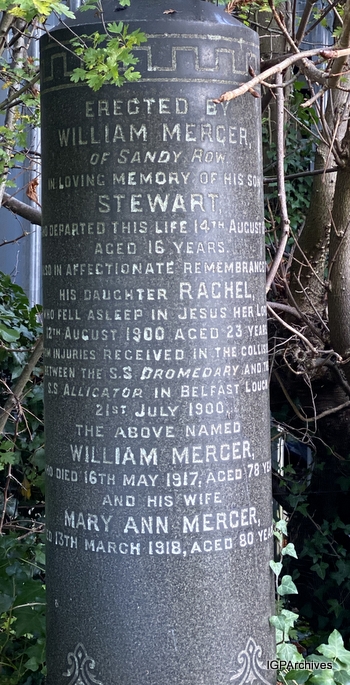 ERECTED BY
WILLIAM MERCER,
OF SANDY ROW.
IN LOVING MEMORY OF HIS SON
STEWART,
DEPARTED THIS LIFE 14TH AUGUST
AGED 16 YEARS.
IN AFFECTIONATE REMEMBRANCE
HIS DAUGHTER RACHEL,
WHO FELL ASLEEP IN JESUS HER LORD
12TH AUGUST 1900 AGED 23 YEARS
INJURIES RECEIVED IN THE
BETWEEN THE S.S DROMEDARY AND THE
S.S ALLIGATOR IN BELFAST LOUGH
21ST JULY 1900.
THE ABOVE NAMED
WILLIAM MERCER,
DIED 16TH MAY 1917, AGED 78
AND HIS WIFE
MARY ANN MERCER,
13TH MARCH 1918, AGED 80
IGPArchives